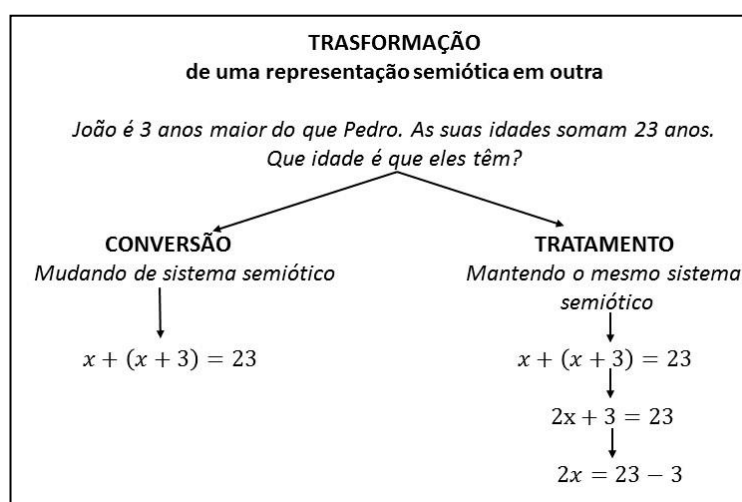 TRASFORMAÇÃO
de uma representação semiótica em outra
João é 3 anos maior do que Pedro. As suas idades somam 23 anos.
Que idade é que eles têm?
CONVERSÃO
Mudando de sistema semiótico
x + (x + 3) = 23
TRATAMENTO
Mantendo o mesmo sistema
semiótico
x + (x + 3) = 23
2x + 3 = 23
2x = 23 − 3